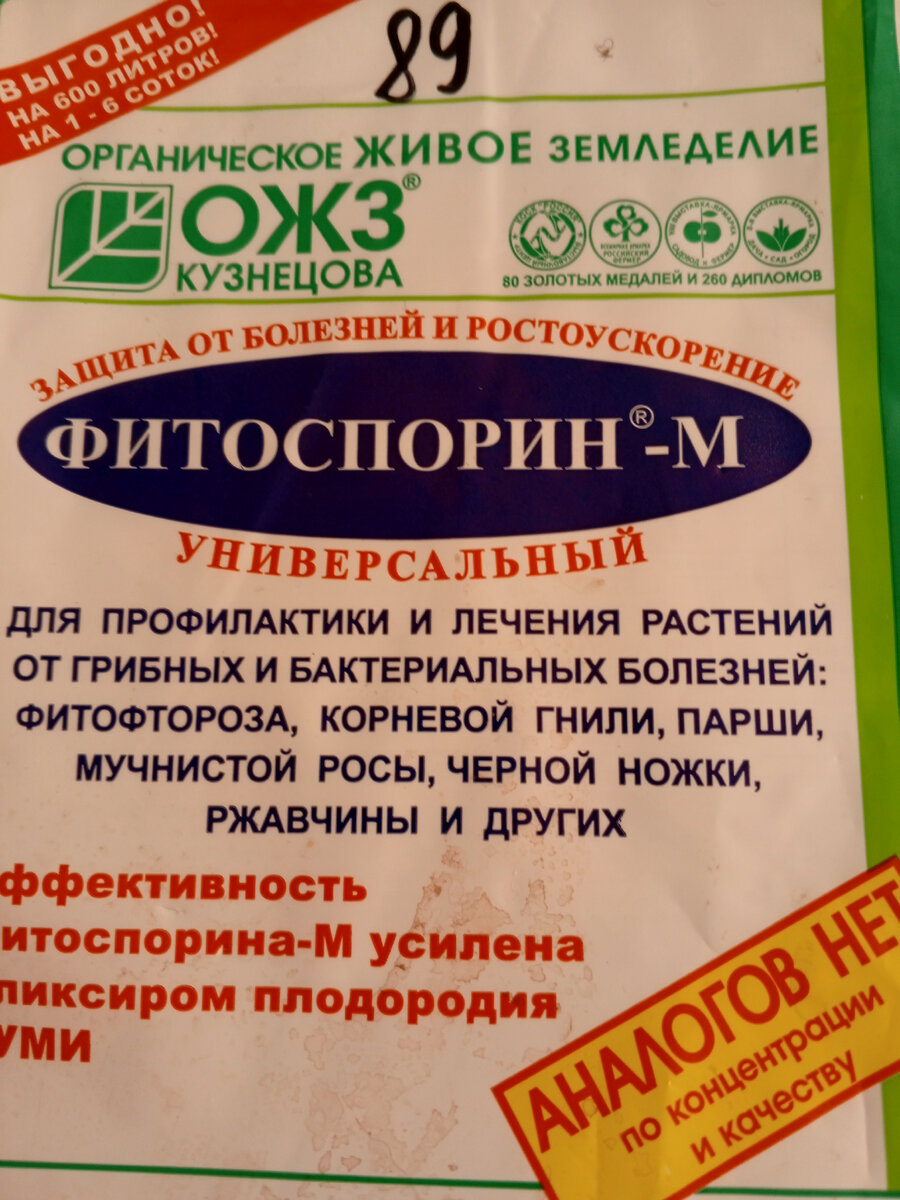 ВЫГОДНО!
НА 600 ЛИТРОВ!
НА 1 - 6 СОТОК!
89
ОРГАНИЧЕСКОЕ ЖИВОЕ ЗЕМЛЕДЕЛИЕ
ОЖЗ®
КУЗНЕЦОВА
80 ЗОЛОТЫХ МЕДАЛЕЙ И 260 ДИПЛОМОВ
ЗАЩИТА ОТ БОЛЕЗНЕЙ И РОСТОУСКОРЕНИЕ
ФИТОСПОРИН®-М
УНИВЕРСАЛЬНЫЙ
ДЛЯ ПРОФИЛАКТИКИ И ЛЕЧЕНИЯ РАСТЕНИЙ
ОТ ГРИБНЫХ И БАКТЕРИАЛЬНЫХ БОЛЕЗНЕЙ:
ФИТОФТОРОЗА, КОРНЕВОЙ ГНИЛИ, ПАРШИ,
МУЧНИСТОЙ РОСЫ, ЧЕРНОЙ НОЖКИ,
РЖАВЧИНЫ И ДРУГИХ
ффективность
итоспорина-М усилена
ликсиром плодородия
УМИ
АНАЛОГОВ НЕТ
по концентрации
и качеству